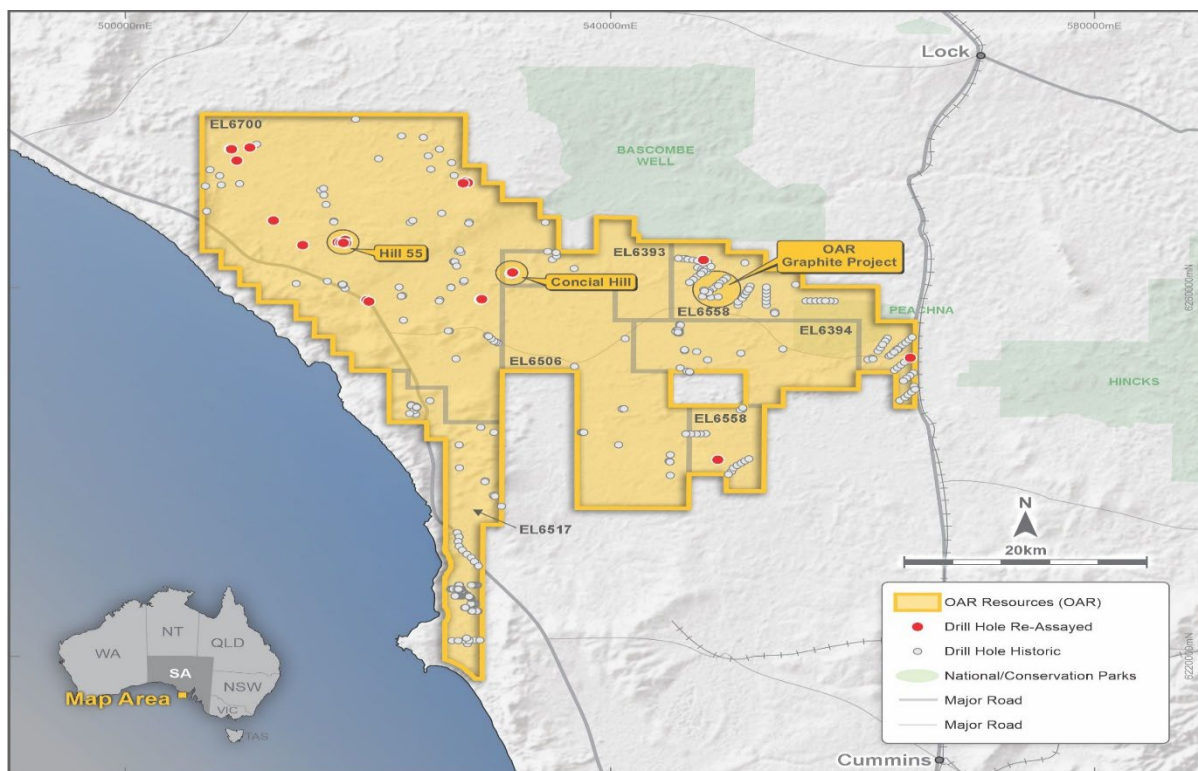 500000mE
540000mE
580000mE
Lock
EL6700
BASCOMBE
WELL
EL6393
OAR
Graphite Project
Hill 55
Concial Hill
6260000mN
EL6558
PEACHNA
EL6394
EL6506
HINCKS
EL6558
EL6517
N
20km
OAR Resources (OAR)
Drill Hole Re-Assayed
Drill Hole Historic
National/Conservation Parks
Major Road
Major Road
6220000mN
NT
QLD
WA
SA
NSW
Map Area
VIC
TAS
Cummins